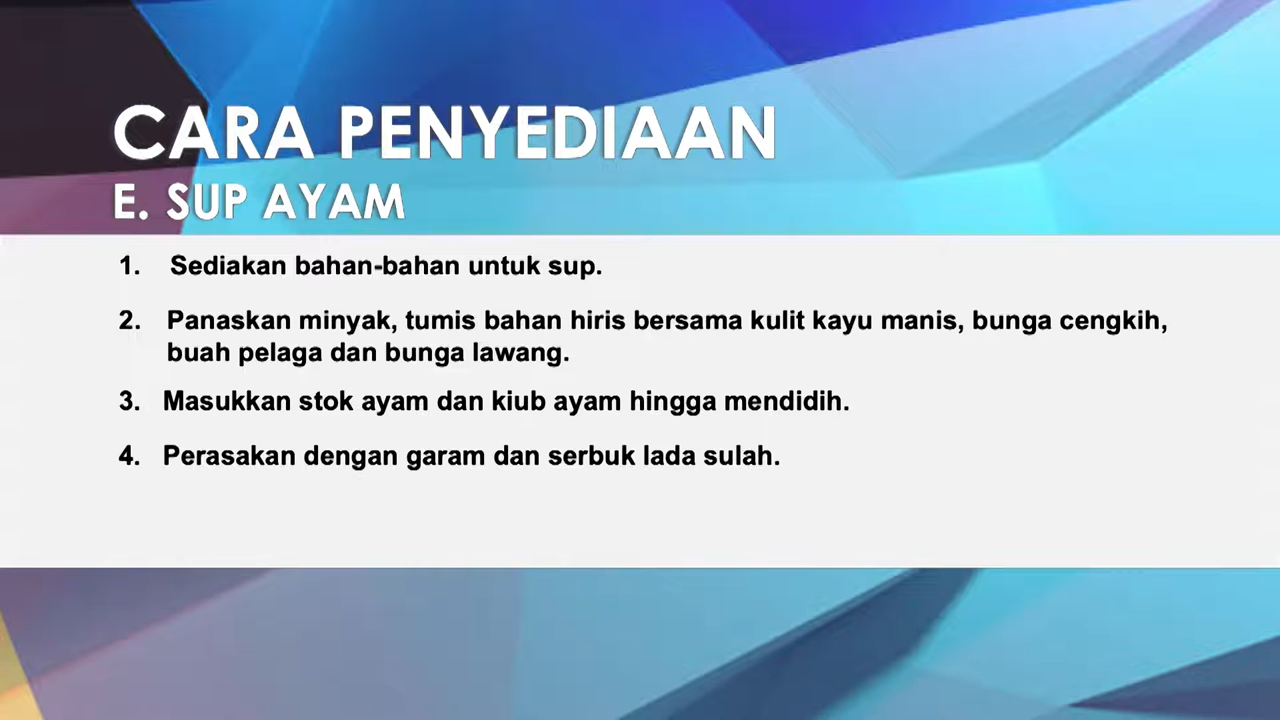 CARA PENYEDIAAN
E. SUP AYAM
1. Sediakan bahan-bahan untuk sup.
2. Panaskan minyak, tumis bahan hiris bersama kulit kayu manis, bunga cengkih,
buah pelaga dan bunga lawang.
3. Masukkan stok ayam dan kiub ayam hingga mendidih.
4. Perasakan dengan garam dan serbuk lada sulah.